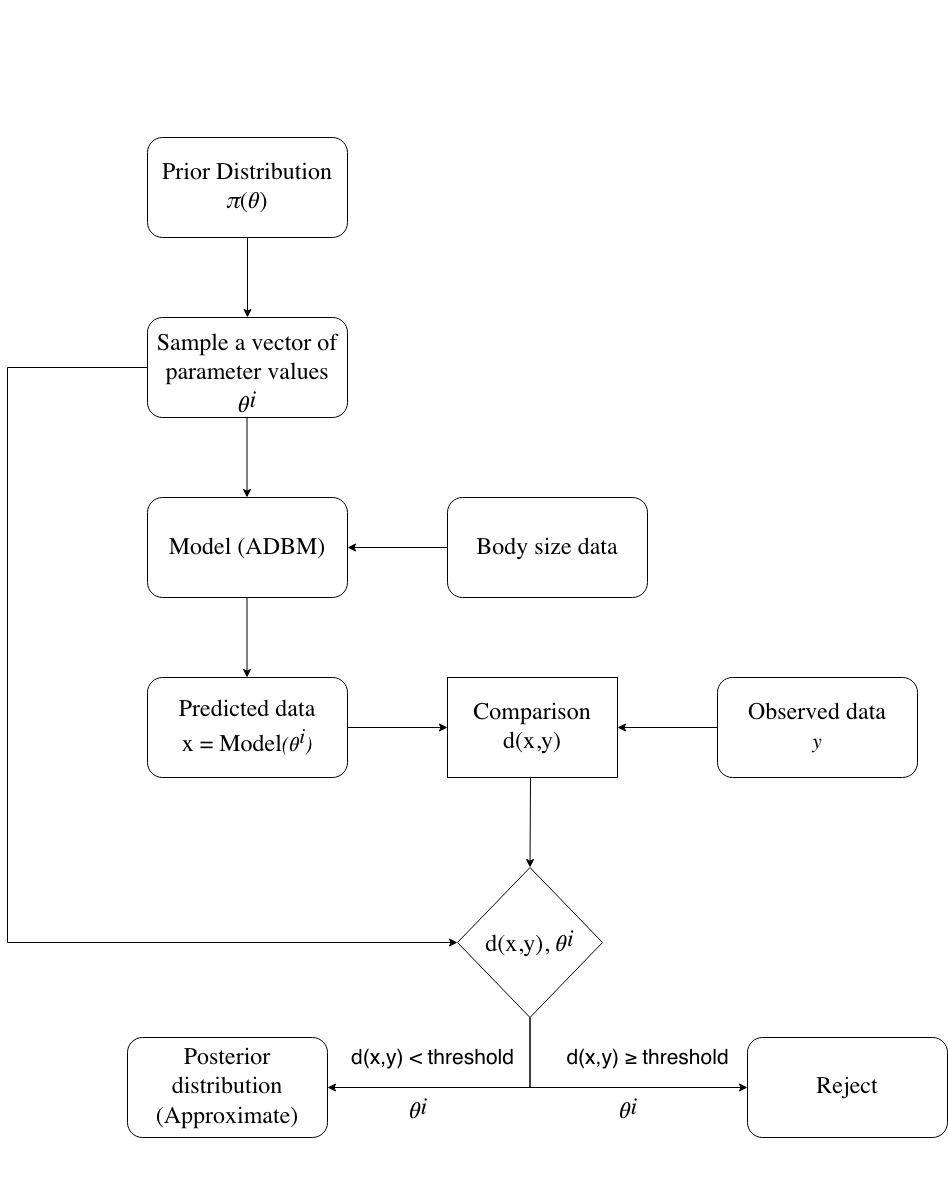 Prior Distribution
π(θ)
Sample a vector of
parameter values
θⁱ
Model (ADBM)
Body size data
Predicted data
x = Model(θⁱ)
Comparison
d(x,y)
Observed data
y
d(x,y), θⁱ
Posterior
distribution
(Approximate)
d(x,y) < threshold
θⁱ
d(x,y) ≥ threshold
θⁱ
Reject